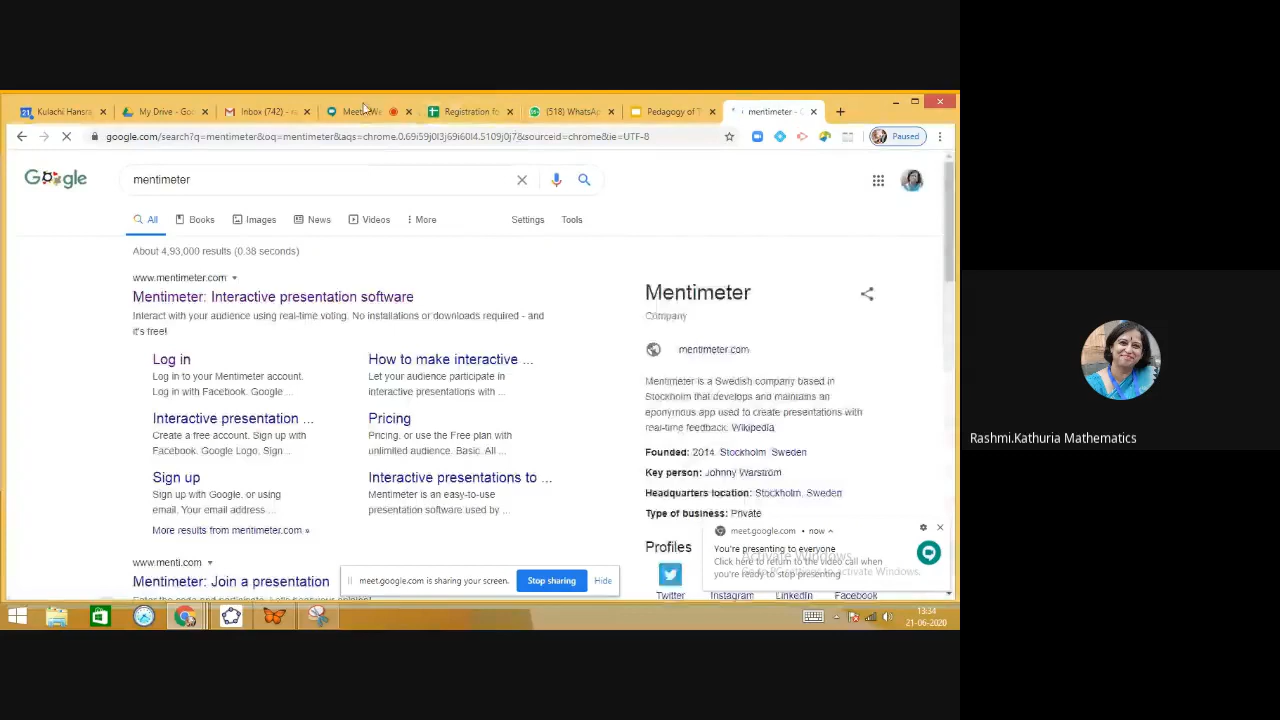 Kulachi Hansra
My Drive - Goo
Inbox (742) - r
Meet
Registration fo
(518) WhatsAp
Pedagogy of T
mentimeter - G
google.com/search?q=mentimeter&oq=mentimeter&aqs=chrome.0.69i59j0l3j69i60l4.5109j0j7&sourceid=chrome&ie=UTF-8
Paused
Google
mentimeter
All Books Images News Videos More Settings Tools
About 4,93,000 results (0.38 seconds)
www.mentimeter.com
Mentimeter: Interactive presentation software
Interact with your audience using real-time voting. No installations or downloads required - and
it's free!
Log in
Log in to your Mentimeter account.
Log in with Facebook. Google ...
How to make interactive ...
Let your audience participate in
interactive presentations with ...
Interactive presentation ...
Create a free account. Sign up with
Facebook. Google Logo. Sign ...
Pricing
Pricing. or use the Free plan with
unlimited audience. Basic. All ...
Sign up
Sign up with Google. or using
email. Your email address ...
Interactive presentations to ...
Mentimeter is an easy-to-use
presentation software used by ...
More results from mentimeter.com »
www.menti.com
Mentimeter: Join a presentation
Mentimeter
Company
mentimeter.com
Mentimeter is a Swedish company based in
Stockholm that develops and maintains an
eponymous app used to create presentations with
real-time feedback. Wikipedia
Founded: 2014, Stockholm, Sweden
Key person: Johnny Warström
Headquarters location: Stockholm, Sweden
Type of business: Private
Profiles
Twitter Instagram LinkedIn Facebook
meet.google.com • now
You're presenting to everyone
Click here to return to the video call when
you're ready to stop presenting
Activate Windows
Go to PC settings to activate Windows.
meet.google.com is sharing your screen.
Stop sharing
Hide
13:34
21-06-2020
Rashmi.Kathuria Mathematics